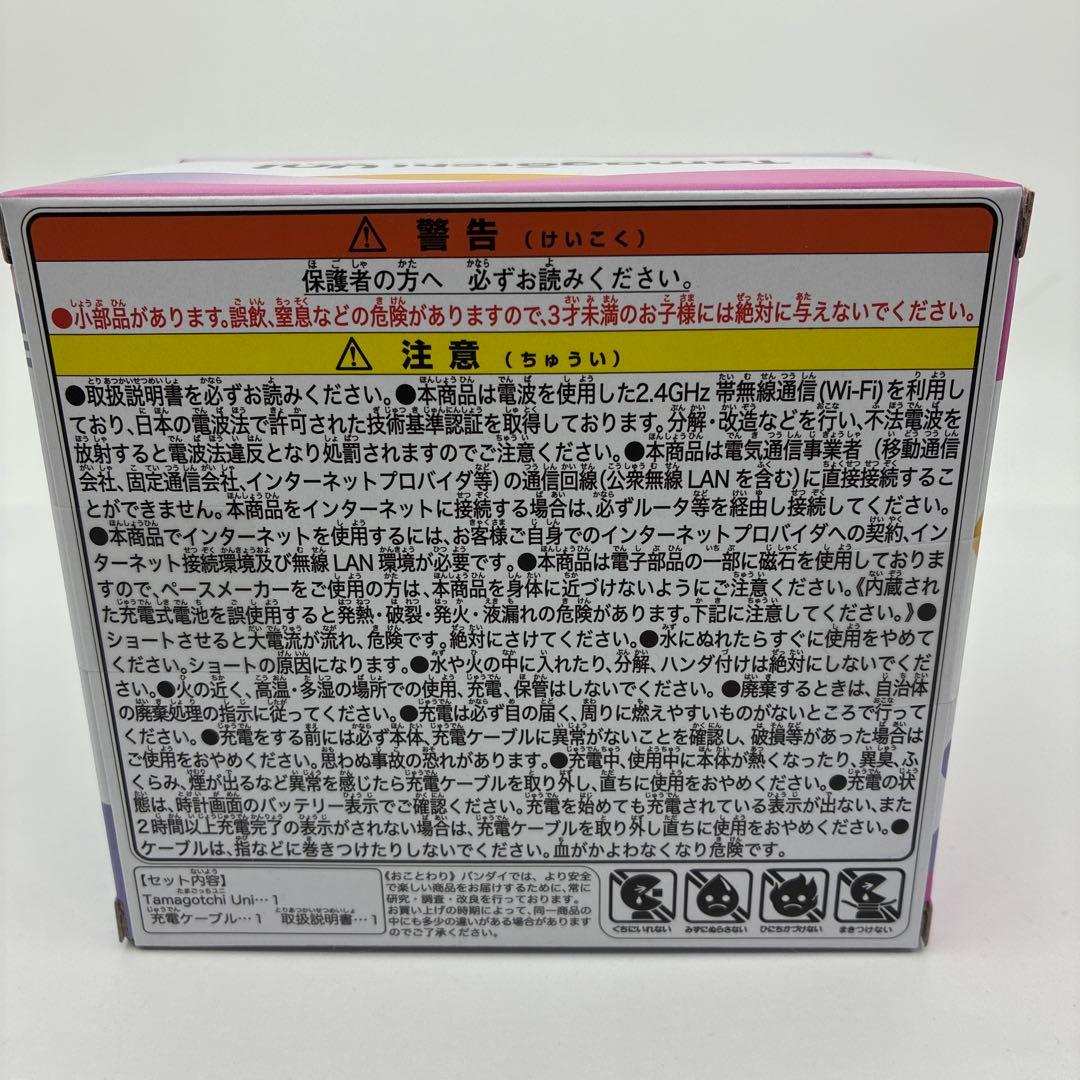 Tamagotchi Uni
⚠ 警告（けいこく）
保護者の方へ 必ずお読みください。
●小部品があります。誤飲、窒息などの危険がありますので、3才未満のお子様には絶対に与えないでください。
⚠ 注意（ちゅうい）
●取扱説明書を必ずお読みください。●本商品は電波を使用した2.4GHz 帯無線通信(Wi-Fi)を利用し
ており、日本の電波法で許可された技術基準認証を取得しております。分解・改造などを行い、不法電波を
放射すると電波法違反となり処罰されますのでご注意ください。●本商品は電気通信事業者（移動通信
会社、固定通信会社、インターネットプロバイダ等）の通信回線(公衆無線 LAN を含む)に直接接続するこ
とができません。本商品をインターネットに接続する場合は、必ずルータ等を経由し接続してください。
●本商品でインターネットを使用するには、お客様ご自身でのインターネットプロバイダへの契約、イン
ターネット接続環境及び無線 LAN 環境が必要です。●本商品は電子部品の一部に磁石を使用しており
ますので、ペースメーカーをご使用の方は、本商品を身体に近づけないようにご注意ください。《内蔵され
た充電式電池を誤使用すると発熱・破裂・発火・液漏の危険があります。下記に注意してください。》●
ショートさせると大電流が流れ、危険です。絶対にさけてください。●水にぬれたらすぐに使用をやめて
ください。ショートの原因になります。●水や火の中に入れたり、分解、ハンダ付けは絶対にしないでくだ
さい。●火の近く、高温・多湿の場所での使用、充電、保管はしないでください。●廃棄するときは、自治体
の廃棄処理の指示に従ってください。●充電は必ず目の届く、周りに燃えやすいものがないところで行って
ください。●充電をする前には必ず本体、充電ケーブルに異常がないことを確認し、破損等があった場合は
ご使用をおやめください。思わぬ事故の恐れがあります。●充電中、使用中に本体が熱くなったり、異臭、ふ
くらみ、煙が出るなど異常を感じたら充電ケーブルを取り外し、直ちに使用をおやめください。●充電の状
態は、時計画面のバッテリー表示でご確認ください。充電を始めても充電されている表示が出ない、また
2時間以上充電完了の表示がされない場合は、充電ケーブルを取り外し直ちに使用をおやめください。●
ケーブルは、指などに巻きつけたりしないでください。血がかよわなくなり危険です。
【セット内容】
Tamagotchi Uni…1
充電ケーブル…1 取扱説明書…1
《おことわり》バンダイでは、より安全
で楽しい商品をお届けするために、常に
研究・調査・改良を行っております。
お買い上げの時期によって、同一商品の
中にも多少の違いがある場合があります
のでご了承ください。
くちにいれない みずにぬらさない ひにちかづけない まきつけない